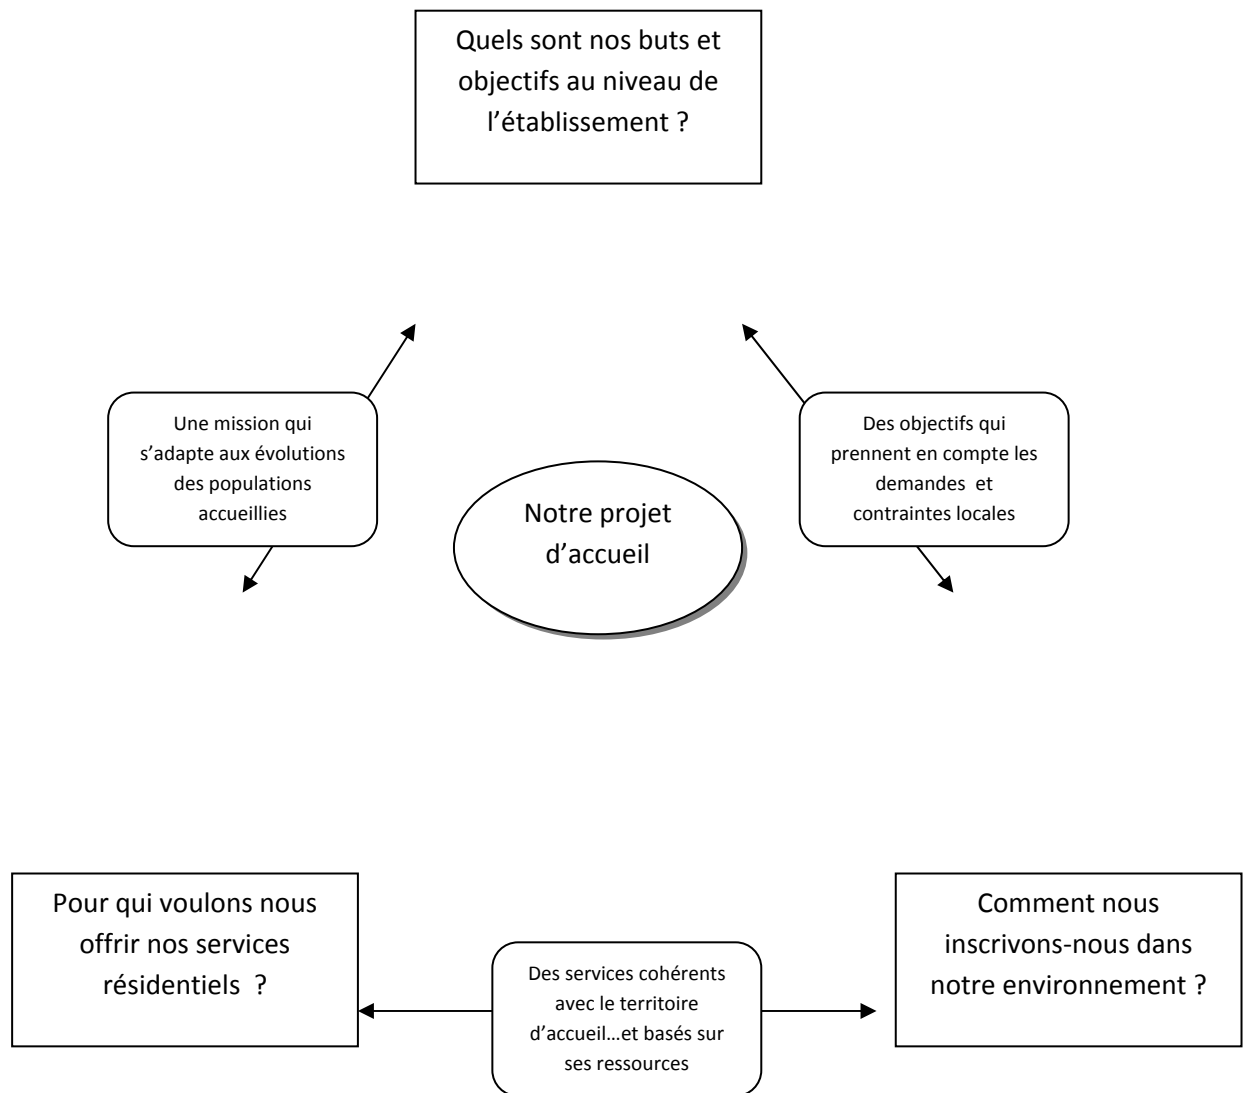 Quels sont nos buts et
objectifs au niveau de
l’établissement ?
Une mission qui
s’adapte aux évolutions
des populations
accueillies
Des objectifs qui
prennent en compte les
demandes et
contraintes locales
Notre projet
d’accueil
Pour qui voulons nous
offrir nos services
résidentiels ?
Des services cohérents
avec le territoire
d’accueil…et basés sur
ses ressources
Comment nous
inscrivons-nous dans
notre environnement ?